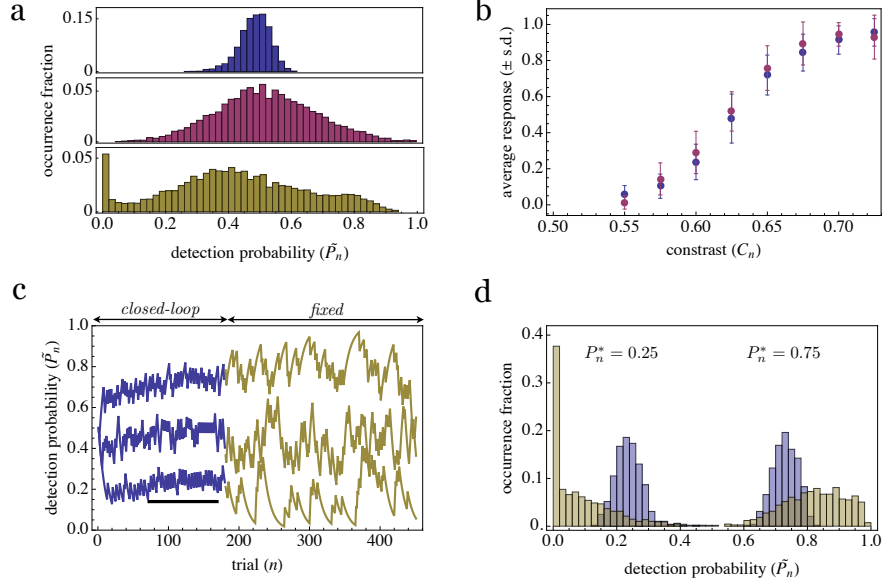 a
0.15
0
0.05
0
0.05
0
occurrence fraction
0.0 0.2 0.4 0.6 0.8 1.0
detection probability (P̃n)
b
1.0
0.8
0.6
0.4
0.2
0.0
average response (± s.d.)
0.50 0.55 0.60 0.65 0.70
constrast (Cn)
c
closed-loop fixed
1.0
0.8
0.6
0.4
0.2
0.0
detection probability (P̃n)
0 100 200 300 400
trial (n)
d
0.4
0.3
0.2
0.1
0
occurrence fraction
P*n = 0.25 P*n = 0.75
0.0 0.2 0.4 0.6 0.8 1.0
detection probability (P̃n)